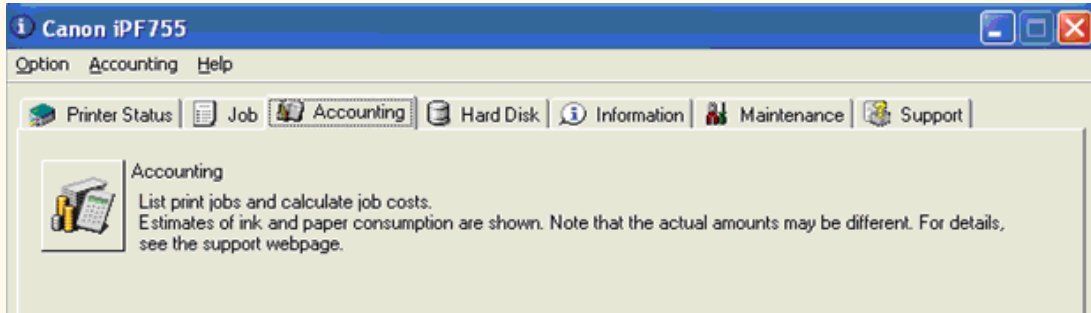 Canon iPF755
Option Accounting Help
Printer Status Job Accounting Hard Disk Information Maintenance Support
Accounting
List print jobs and calculate job costs.
Estimates of ink and paper consumption are shown. Note that the actual amounts may be different. For details,
see the support webpage.